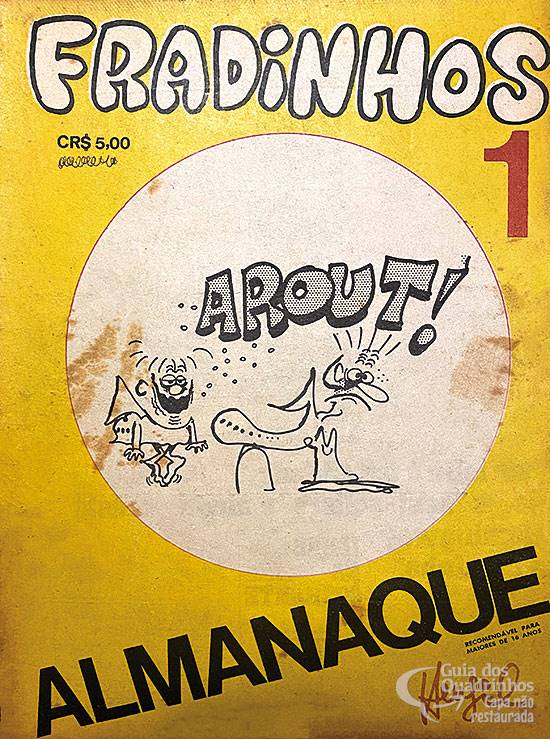 FRADiNHOS
CR$ 5,00
1
AROUT!
ALMANAQUE
RECOMENDÁVEL PARA
MAIORES DE 16 ANOS
Henfil
Guia dos
Quadrinhos
Capa não
restaurada